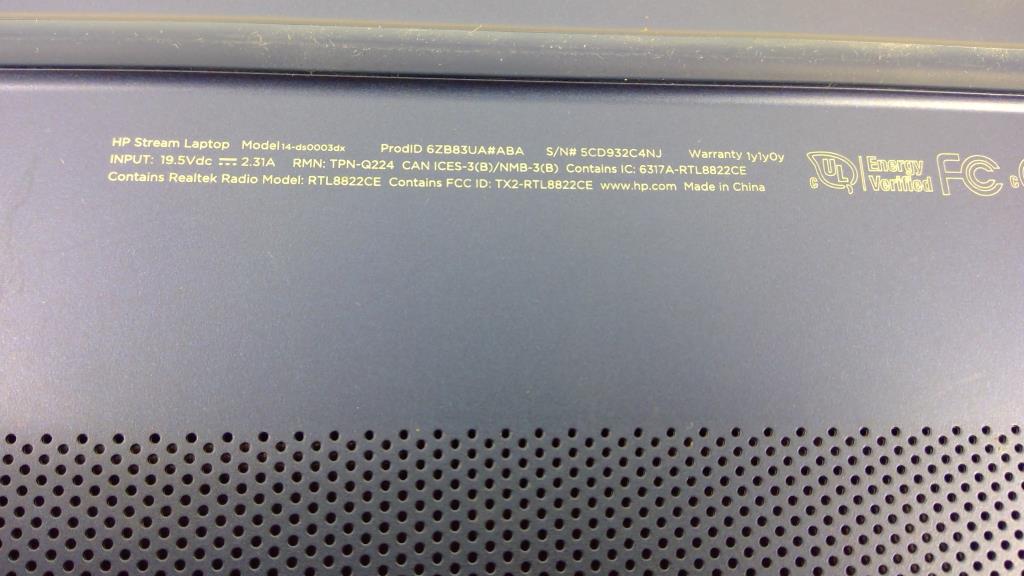 HP Stream Laptop Model 14-ds0003dx ProdID 6ZB83UA#ABA S/N# 5CD932C4NJ Warranty 1y1y0y
INPUT: 19.5Vdc ⎓ 2.31A RMN: TPN-Q224 CAN ICES-3(B)/NMB-3(B) Contains IC: 6317A-RTL8822CE
Contains Realtek Radio Model: RTL8822CE Contains FCC ID: TX2-RTL8822CE www.hp.com Made in China
c UL Energy Verified FC c